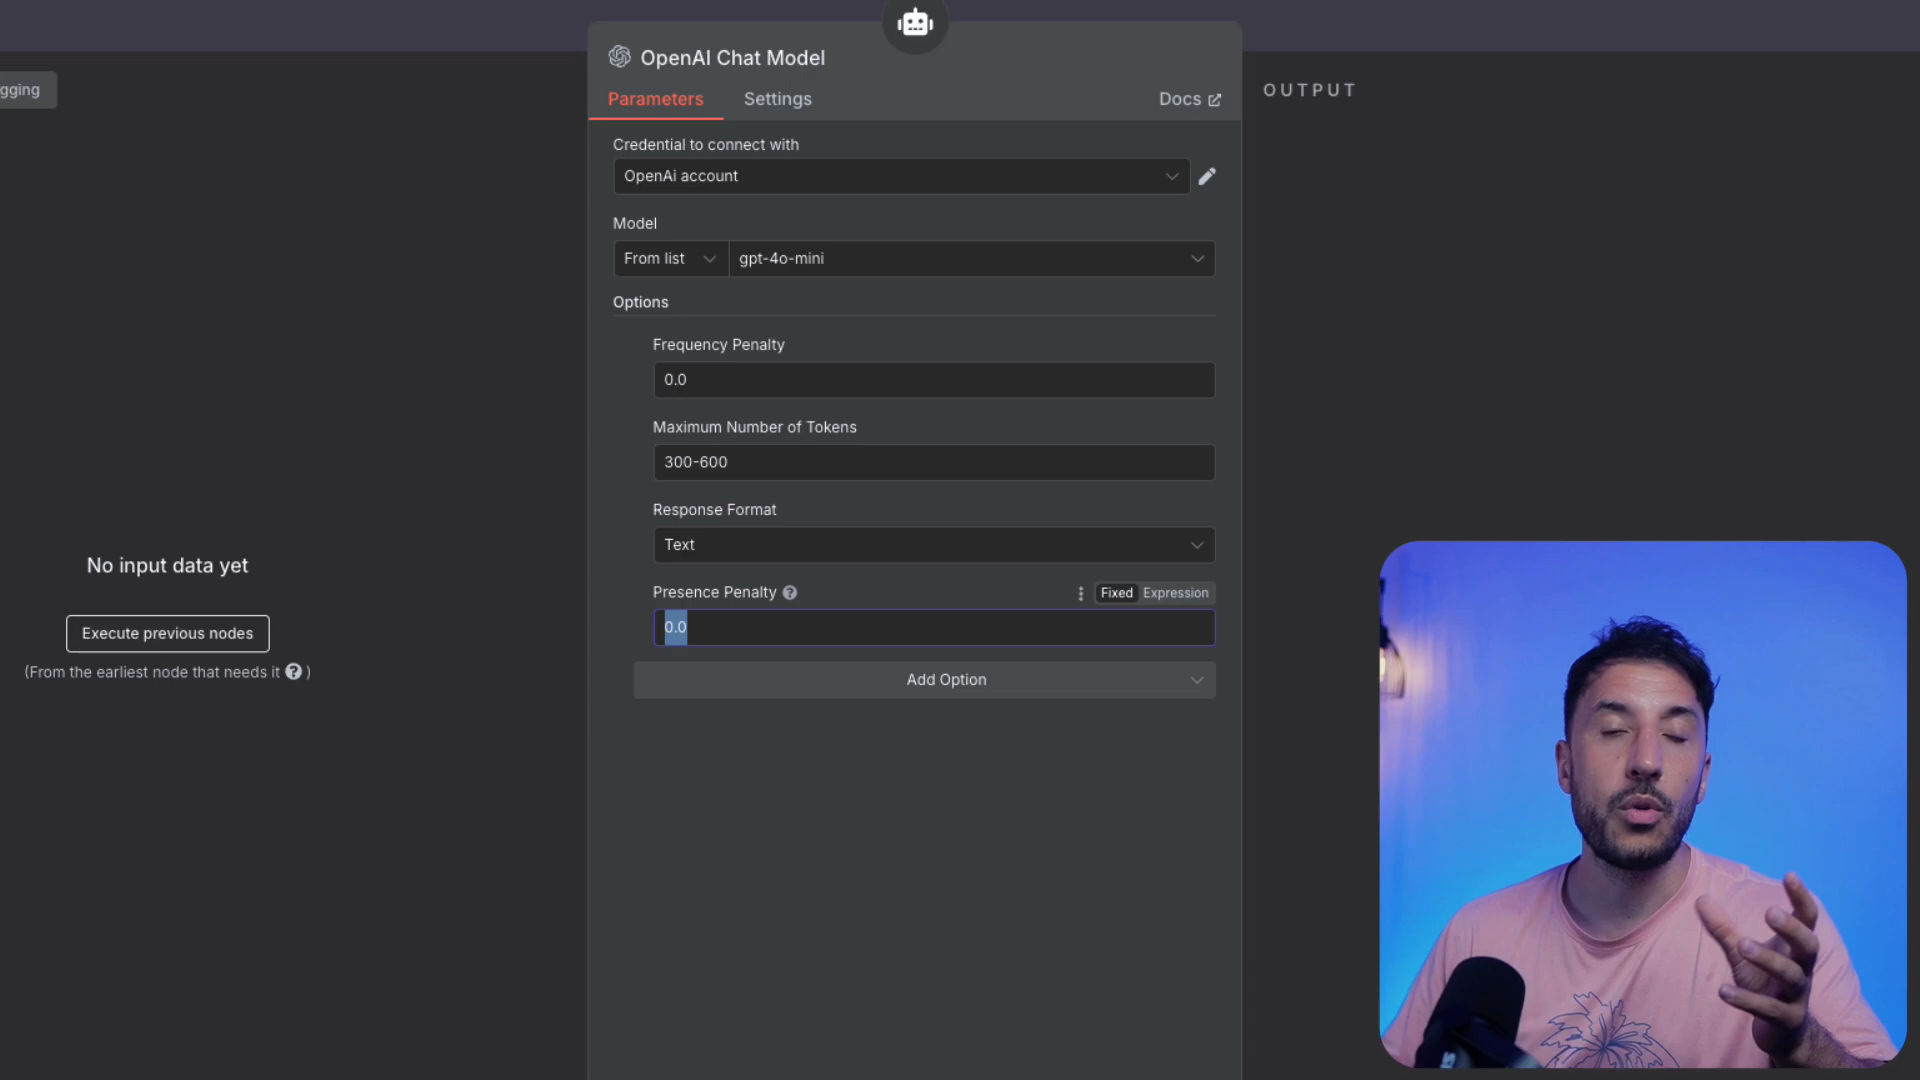 gging
OpenAI Chat Model
Parameters
Settings
Docs
OUTPUT
Credential to connect with
OpenAi account
Model
From list
gpt-4o-mini
Options
Frequency Penalty
0.0
Maximum Number of Tokens
300-600
Response Format
Text
Presence Penalty
Fixed
Expression
0.0
Add Option
No input data yet
Execute previous nodes
(From the earliest node that needs it ? )